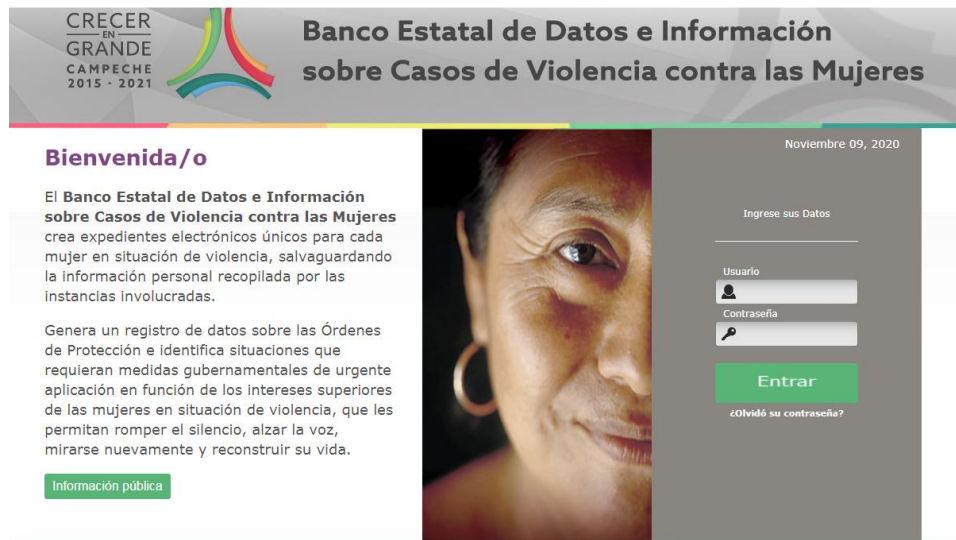 CRECER
EN
GRANDE
CAMPECHE
2015 - 2021
Banco Estatal de Datos e Información
sobre Casos de Violencia contra las Mujeres
Bienvenida/o
El Banco Estatal de Datos e Información
sobre Casos de Violencia contra las Mujeres
crea expedientes electrónicos únicos para cada
mujer en situación de violencia, salvaguardando
la información personal recopilada por las
instancias involucradas.
Genera un registro de datos sobre las Órdenes
de Protección e identifica situaciones que
requieran medidas gubernamentales de urgente
aplicación en función de los intereses superiores
de las mujeres en situación de violencia, que les
permitan romper el silencio, alzar la voz,
mirarse nuevamente y reconstruir su vida.
Información pública
Noviembre 09, 2020
Ingrese sus Datos
Usuario
Contraseña
Entrar
¿Olvidó su contraseña?